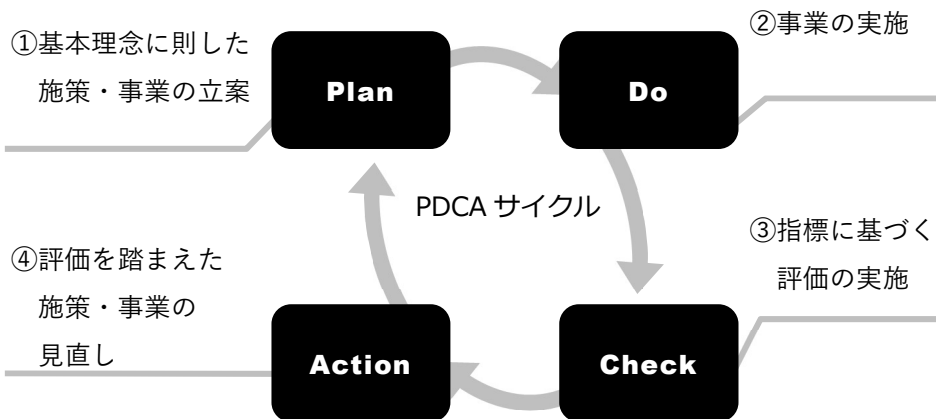 ①基本理念に則した
施策・事業の立案
Plan
Do
②事業の実施
PDCA サイクル
③指標に基づく
評価の実施
④評価を踏まえた
施策・事業の
見直し
Action
Check